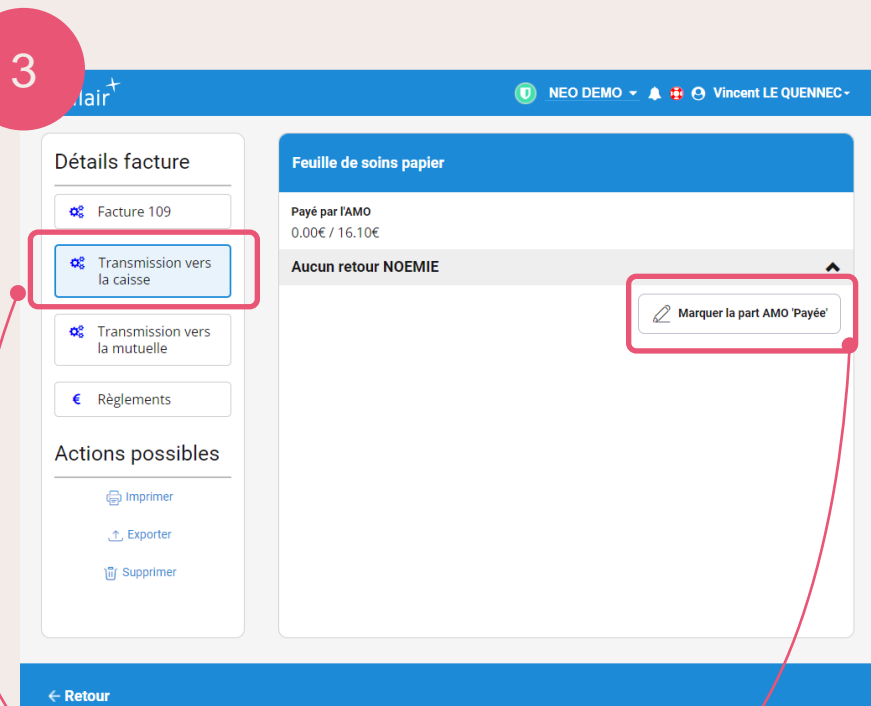 3
lair
NEO DEMO
Vincent LE QUENNEC
Détails facture
Facture 109
Transmission vers
la caisse
Transmission vers
la mutuelle
€ Règlements
Actions possibles
Imprimer
Exporter
Supprimer
Feuille de soins papier
Payé par l'AMO
0.00€ / 16.10€
Aucun retour NOEMIE
Marquer la part AMO 'Payée'
← Retour